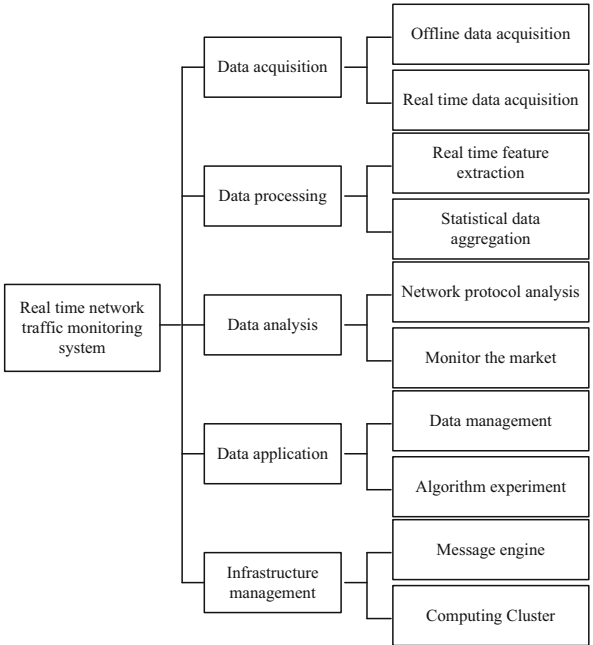 Real time network
traffic monitoring
system
Data acquisition
Offline data acquisition
Real time data acquisition
Data processing
Real time feature
extraction
Statistical data
aggregation
Data analysis
Network protocol analysis
Monitor the market
Data application
Data management
Algorithm experiment
Infrastructure
management
Message engine
Computing Cluster